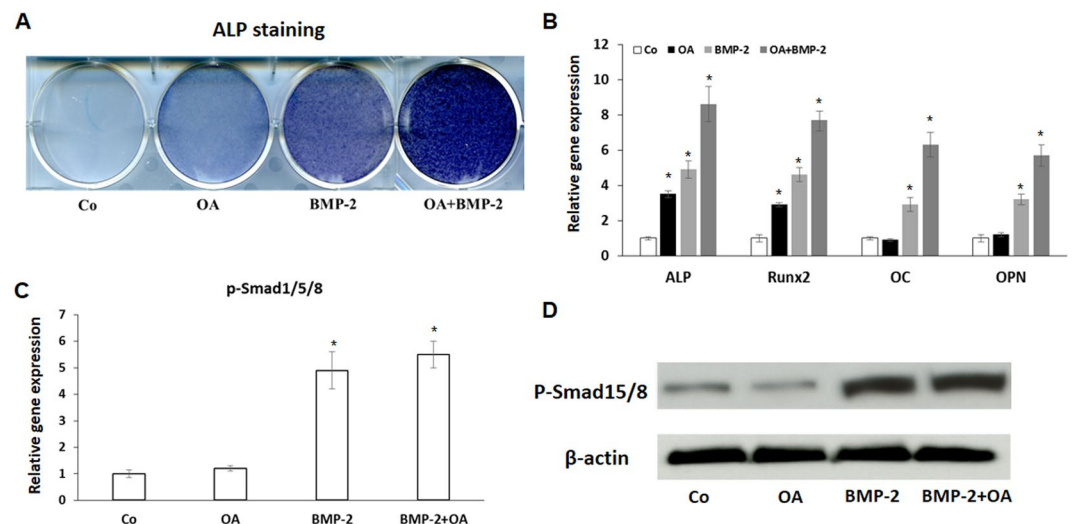 A
ALP staining
Co
OA
BMP-2
OA+BMP-2
B
Relative gene expression
12
10
8
6
4
2
0
Co
OA
BMP-2
OA+BMP-2
*
*
*
*
*
*
*
*
*
*
ALP
Runx2
OC
OPN
C
p-Smad1/5/8
Relative gene expression
7
6
5
4
3
2
1
0
*
*
Co
OA
BMP-2
BMP-2+OA
D
P-Smad15/8
β-actin
Co
OA
BMP-2
BMP-2+OA